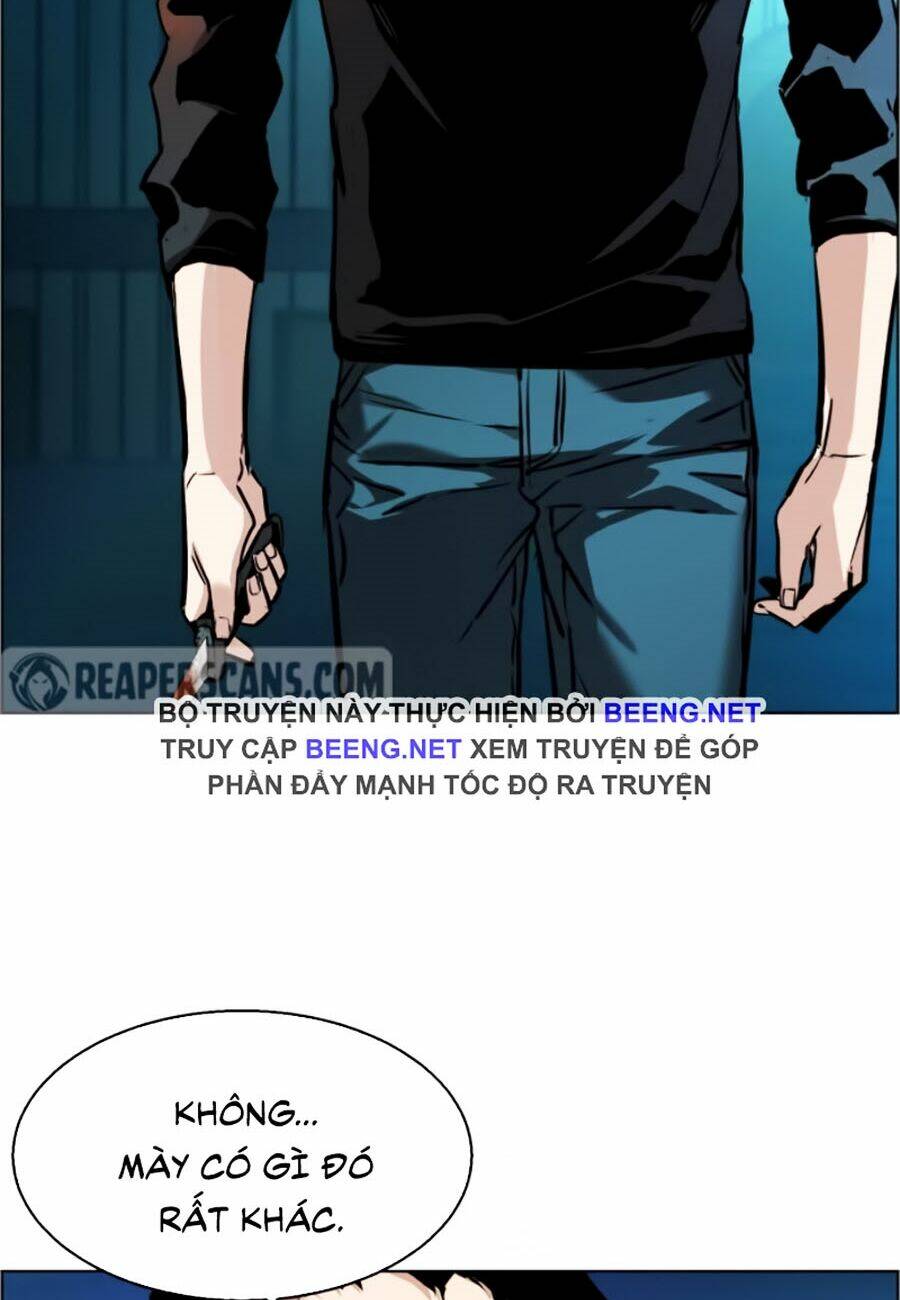 REAPERSCANS.COM
BỘ TRUYỆN NÀY THỰC HIỆN BỞI BEENG.NET
TRUY CẬP BEENG.NET XEM TRUYỆN ĐỂ GÓP
PHẦN ĐẨY MẠNH TỐC ĐỘ RA TRUYỆN
KHÔNG...
MÀY CÓ GÌ ĐÓ
RẤT KHÁC.